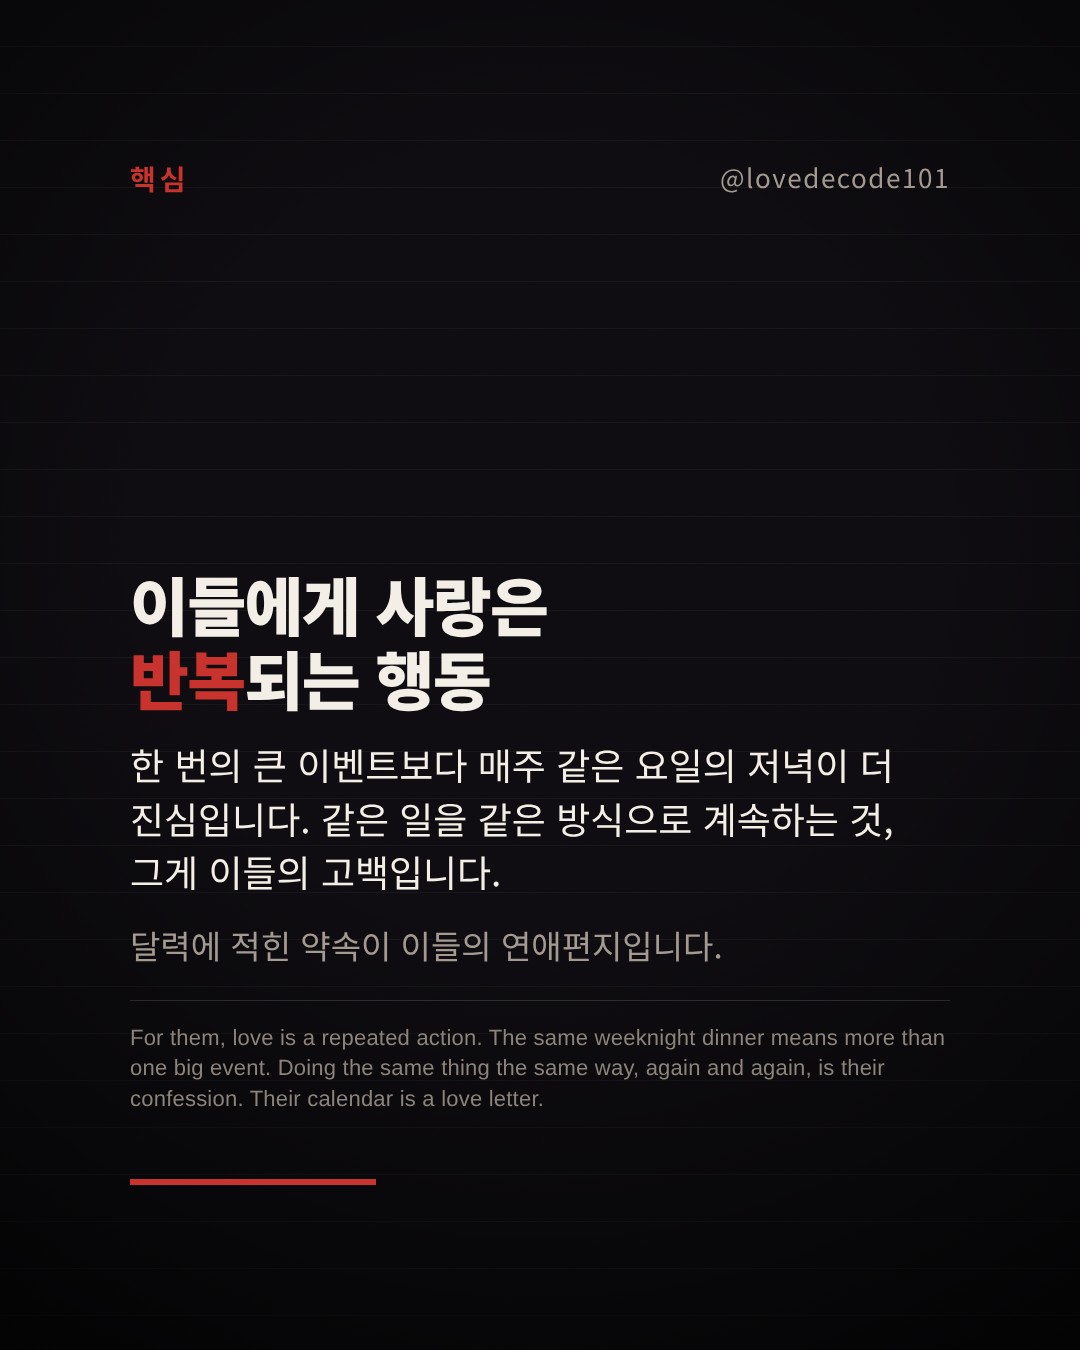 핵심
@lovedecode101
이들에게 사랑은
반복되는 행동
한 번의 큰 이벤트보다 매주 같은 요일의 저녁이 더
진심입니다. 같은 일을 같은 방식으로 계속하는 것,
그게 이들의 고백입니다.
달력에 적힌 약속이 이들의 연애편지입니다.
For them, love is a repeated action. The same weeknight dinner means more than
one big event. Doing the same thing the same way, again and again, is their
confession. Their calendar is a love letter.